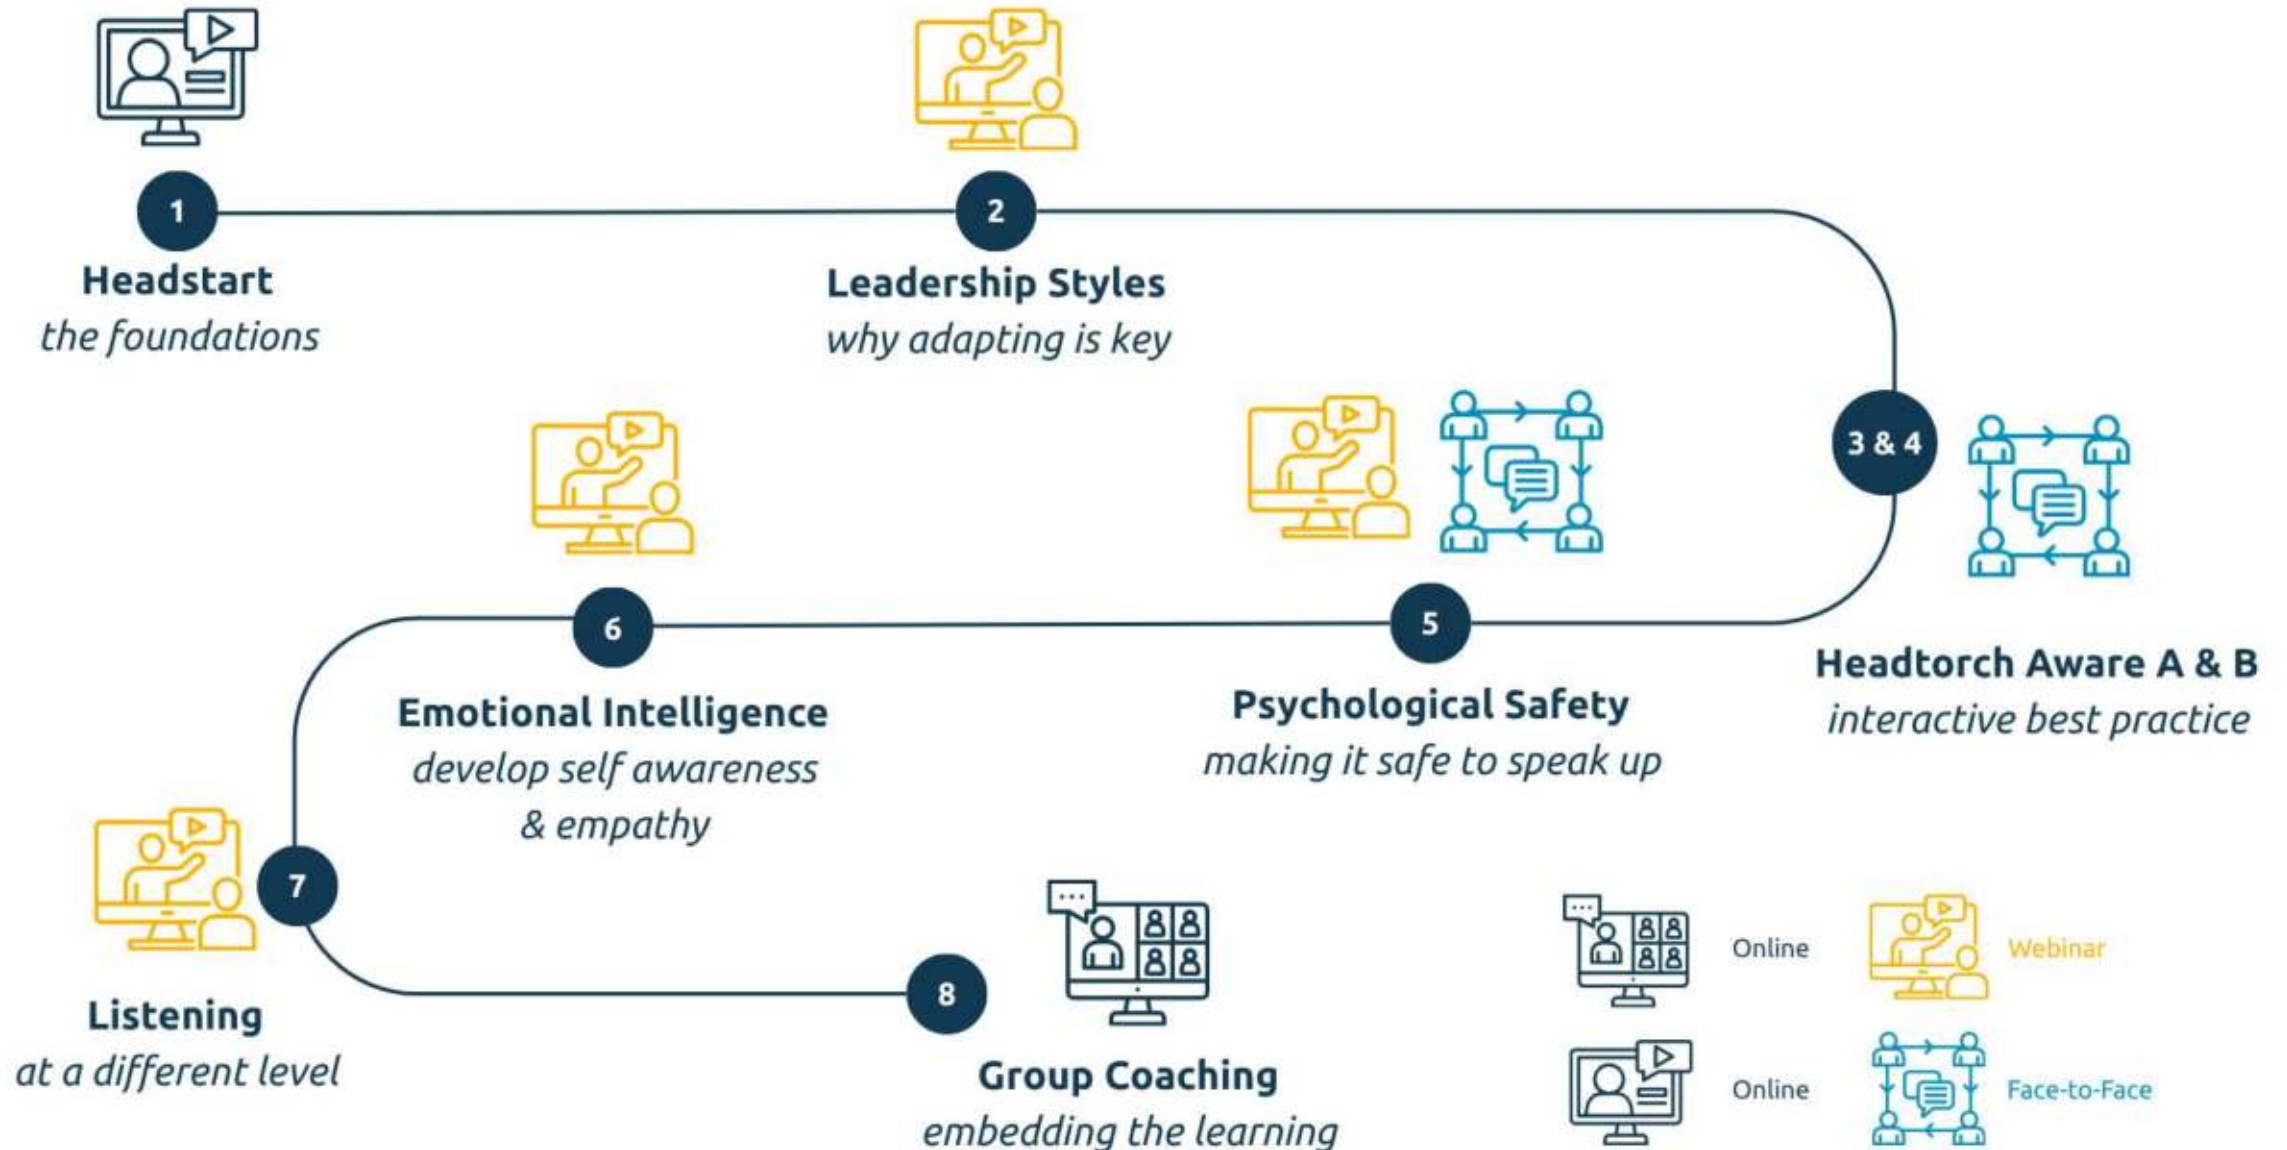 1
Headstart
the foundations
2
Leadership Styles
why adapting is key
3 & 4
Headtorch Aware A & B
interactive best practice
5
Psychological Safety
making it safe to speak up
6
Emotional Intelligence
develop self awareness
& empathy
7
Listening
at a different level
8
Group Coaching
embedding the learning
Online
Webinar
Online
Face-to-Face